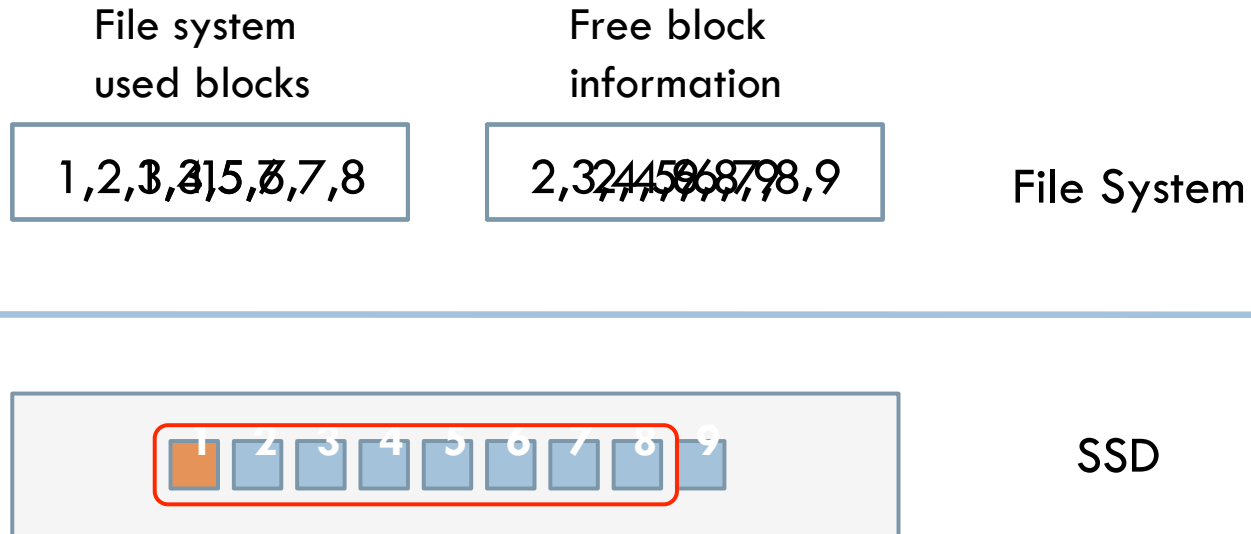 File system
used blocks
Free block
information
File System
1 2 3 4 5 6 7 8 9
SSD